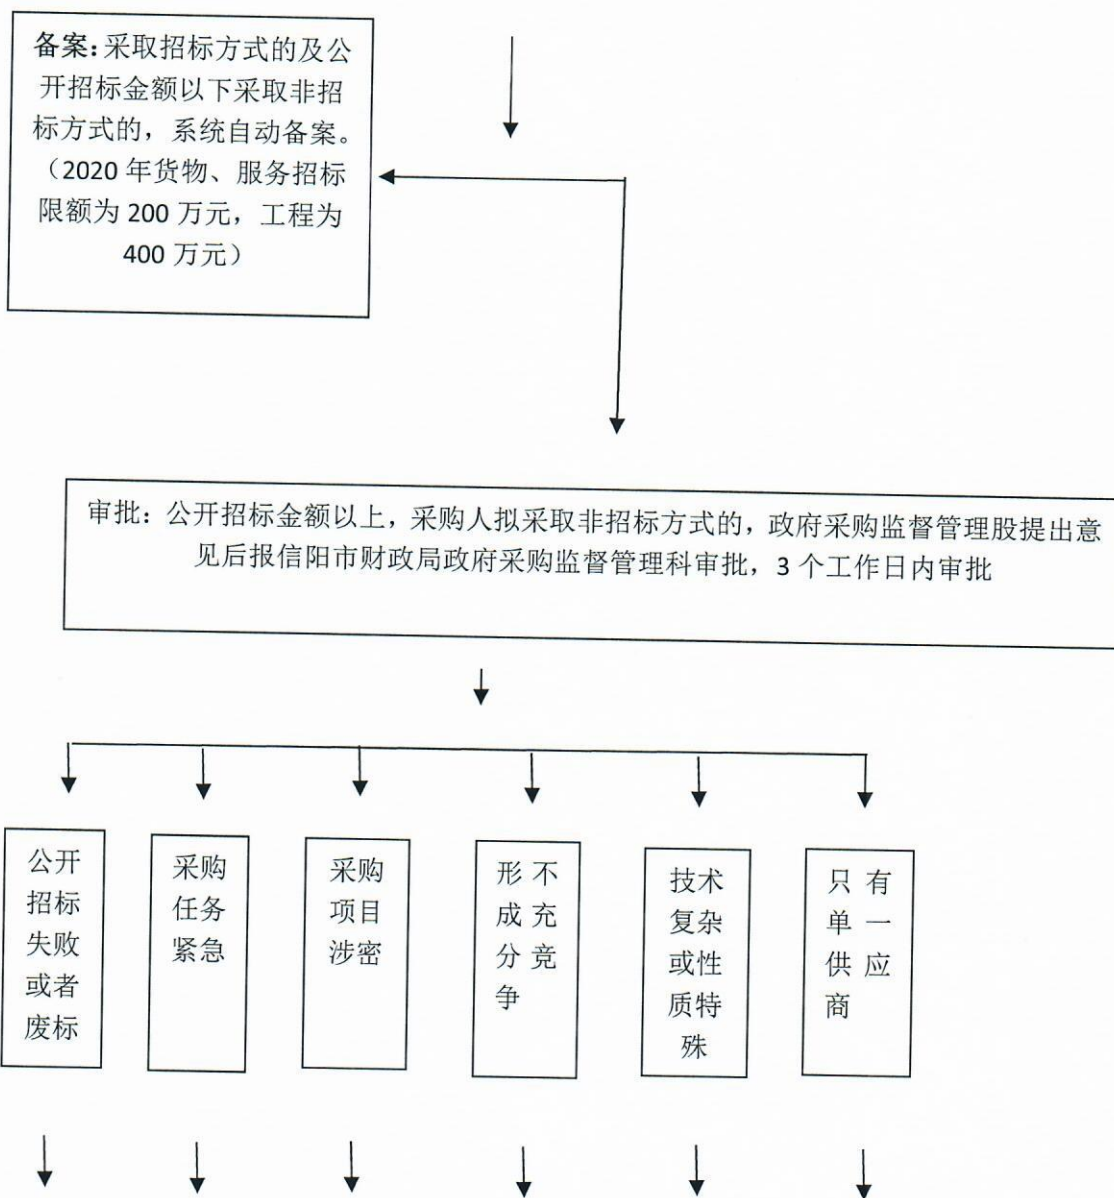 备案：采取招标方式的及公
开招标金额以下采取非招
标方式的，系统自动备案。
（2020 年货物、服务招标
限额为 200 万元，工程为
400 万元）
审批：公开招标金额以上，采购人拟采取非招标方式的，政府采购监督管理股提出意
见后报信阳市财政局政府采购监督管理科审批，3 个工作日内审批
公开
招标
失败
或者
废标
采购
任务
紧急
采购
项目
涉密
形 不
成 充
分 竞
争
技术
复杂
或性
质特
殊
只 有
单 一
供 应
商